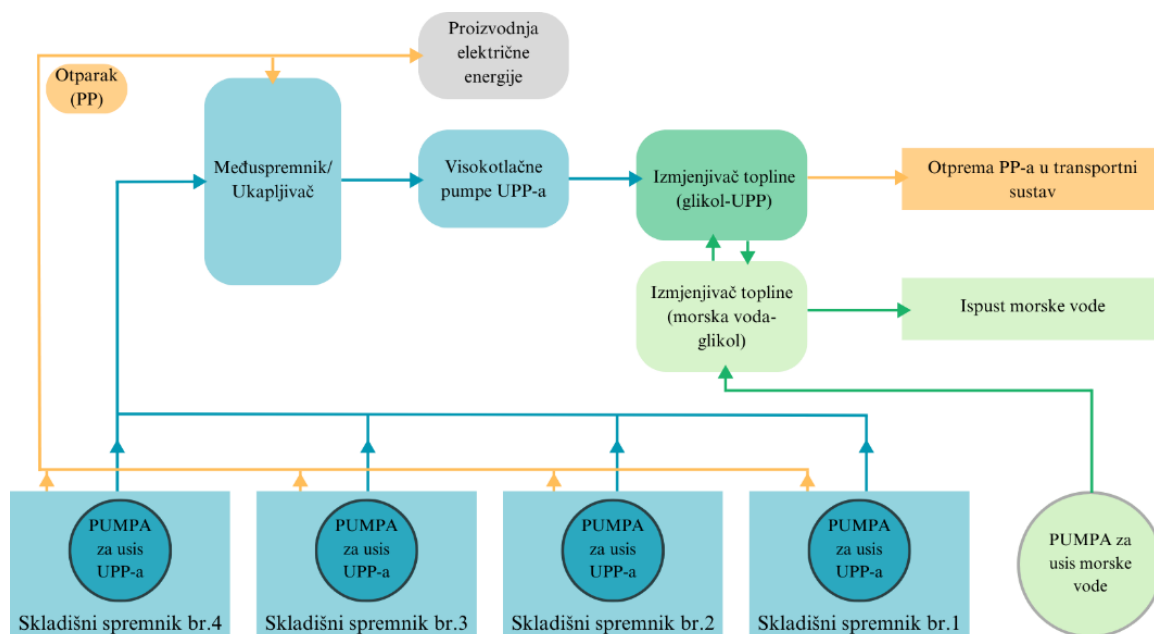 Proizvodnja
električne
energije
Otparak
(PP)
Međuspremnik/
Ukapljivač
Visokotlačne
pumpe UPP-a
Izmjenjivač topline
(glikol-UPP)
Otprema PP-a u transportni
sustav
Izmjenjivač topline
(morska voda-
glikol)
Ispust morske vode
PUMPA
za usis
UPP-a
Skladišni spremnik br.4
PUMPA
za usis
UPP-a
Skladišni spremnik br.3
PUMPA
za usis
UPP-a
Skladišni spremnik br.2
PUMPA
za usis
UPP-a
Skladišni spremnik br.1
PUMPA za
usis morske
vode